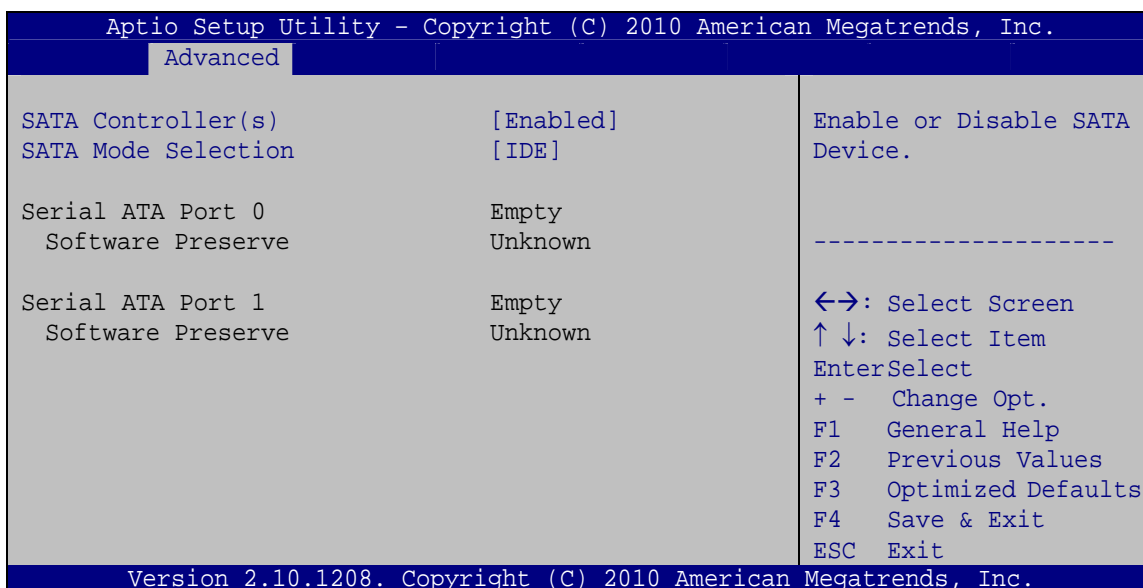 Aptio Setup Utility – Copyright (C) 2010 American Megatrends, Inc.
Advanced
SATA Controller(s) [Enabled]
SATA Mode Selection [IDE]
Serial ATA Port 0 Empty
Software Preserve Unknown
Serial ATA Port 1 Empty
Software Preserve Unknown
Enable or Disable SATA
Device.
---------------------
←→: Select Screen
↑ ↓: Select Item
EnterSelect
+ - Change Opt.
F1 General Help
F2 Previous Values
F3 Optimized Defaults
F4 Save & Exit
ESC Exit
Version 2.10.1208. Copyright (C) 2010 American Megatrends, Inc.